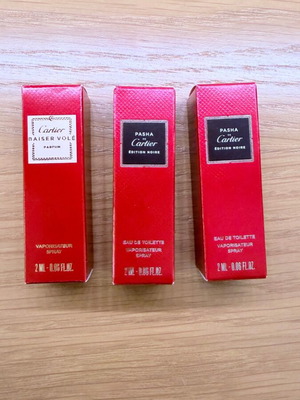 Cartier
BAISER VOLÉ
PARFUM
VAPORISATEUR
SPRAY
2 ML - 0.06 FL.OZ.
PASHA
DE
Cartier
ÉDITION NOIRE
EAU DE TOILETTE
VAPORISATEUR
SPRAY
2 ML - 0.06 FL.OZ.
PASHA
DE
Cartier
ÉDITION NOIRE
EAU DE TOILETTE
VAPORISATEUR
SPRAY
2 ML - 0.06 FL.OZ.